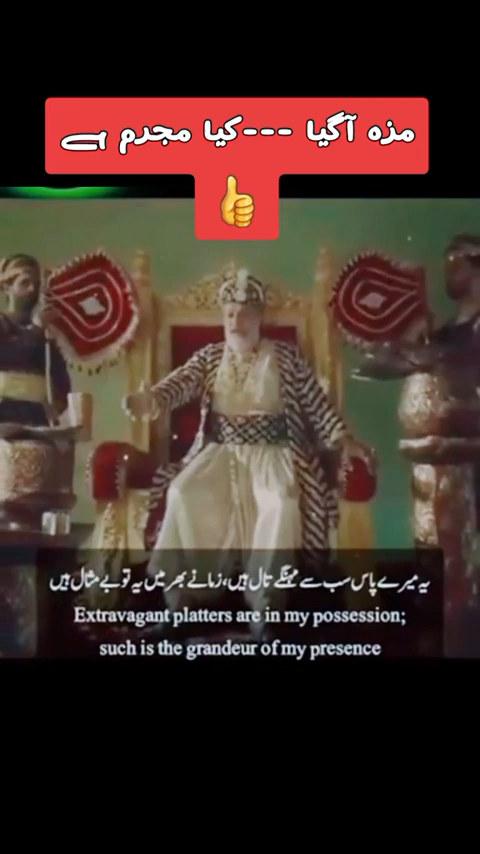 مزہ آگیا ---کیا مجدم ہے
👍
یہ میرے پاس سب سے مہنگے تال ہیں، زمانے بھر میں یہ تو بے مثال ہیں
Extravagant platters are in my possession;
such is the grandeur of my presence